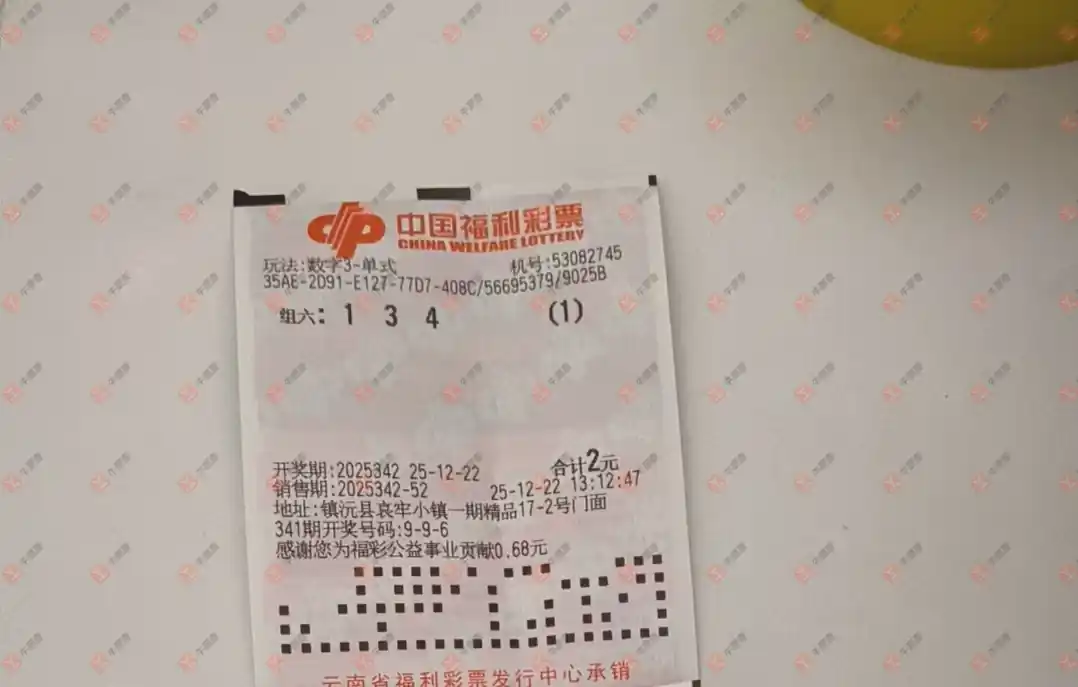 中国福利彩票
CHINA WELFARE LOTTERY
玩法:数字3-单式 机号:53082745
35AE-2D91-E127-77D7-408C/56695379/9025B
组六: 1 3 4 (1)
开奖期:2025342 25-12-22 合计2元
销售期:2025342-52 25-12-22 13:12:47
地址:镇沅县哀牢小镇一期精品17-2号门面
341期开奖号码:9-9-6
感谢您为福彩公益事业贡献0.68元
云南省福利彩票发行中心承销